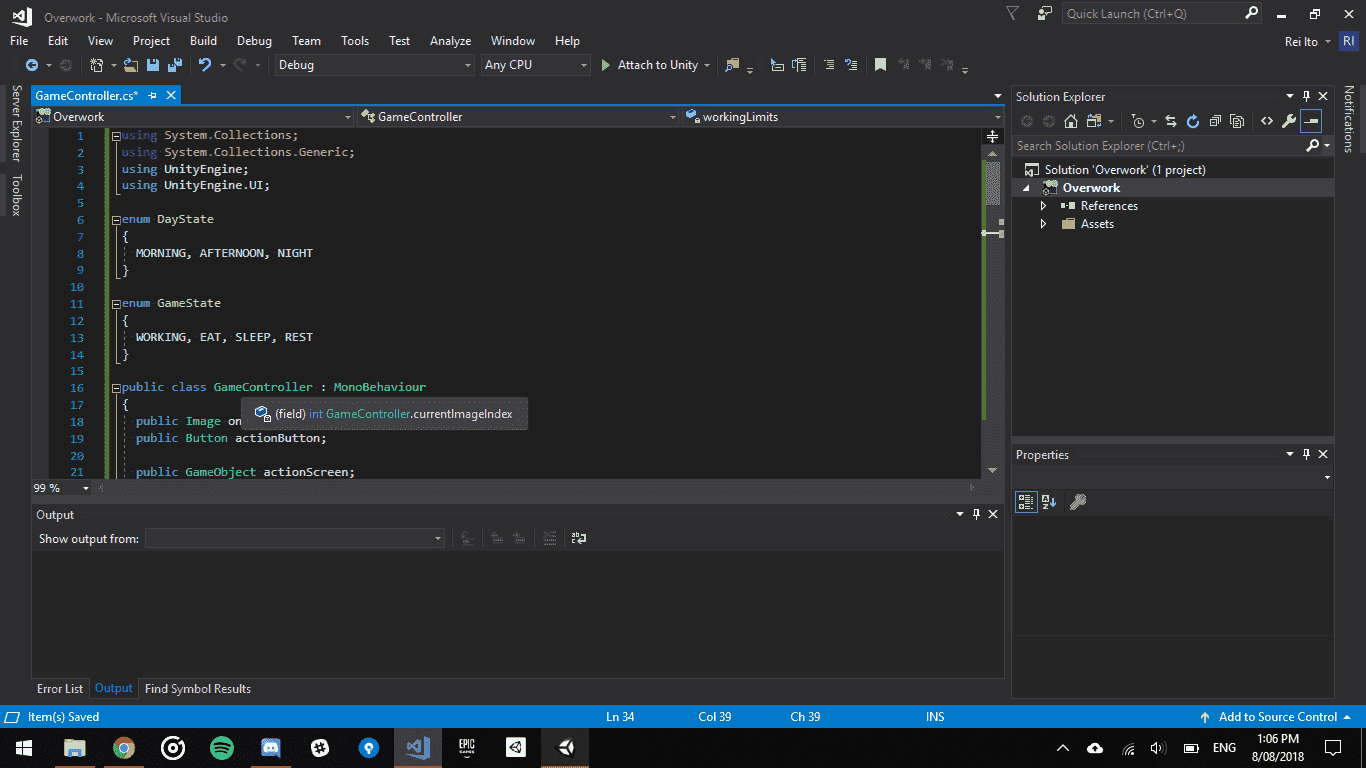 Overwork - Microsoft Visual Studio
Quick Launch (Ctrl+Q)
File Edit View Project Build Debug Team Tools Test Analyze Window Help
Rei Ito RI
Debug Any CPU Attach to Unity
Server Explorer
Toolbox
GameController.cs*
Overwork GameController workingLimits
1 using System.Collections;
2 using System.Collections.Generic;
3 using UnityEngine;
4 using UnityEngine.UI;
5
6 enum DayState
7 {
8 MORNING, AFTERNOON, NIGHT
9 }
10
11 enum GameState
12 {
13 WORKING, EAT, SLEEP, REST
14 }
15
16 public class GameController : MonoBehaviour
17 {
(field) int GameController.currentImageIndex
18 public Image on
19 public Button actionButton;
20
21 public GameObject actionScreen;
99 %
Output
Show output from:
Error List Output Find Symbol Results
Solution Explorer
Search Solution Explorer (Ctrl+;)
Solution 'Overwork' (1 project)
Overwork
References
Assets
Properties
Notifications
Item(s) Saved Ln 34 Col 39 Ch 39 INS Add to Source Control
EPIC GAMES
ENG 1:06 PM
8/08/2018